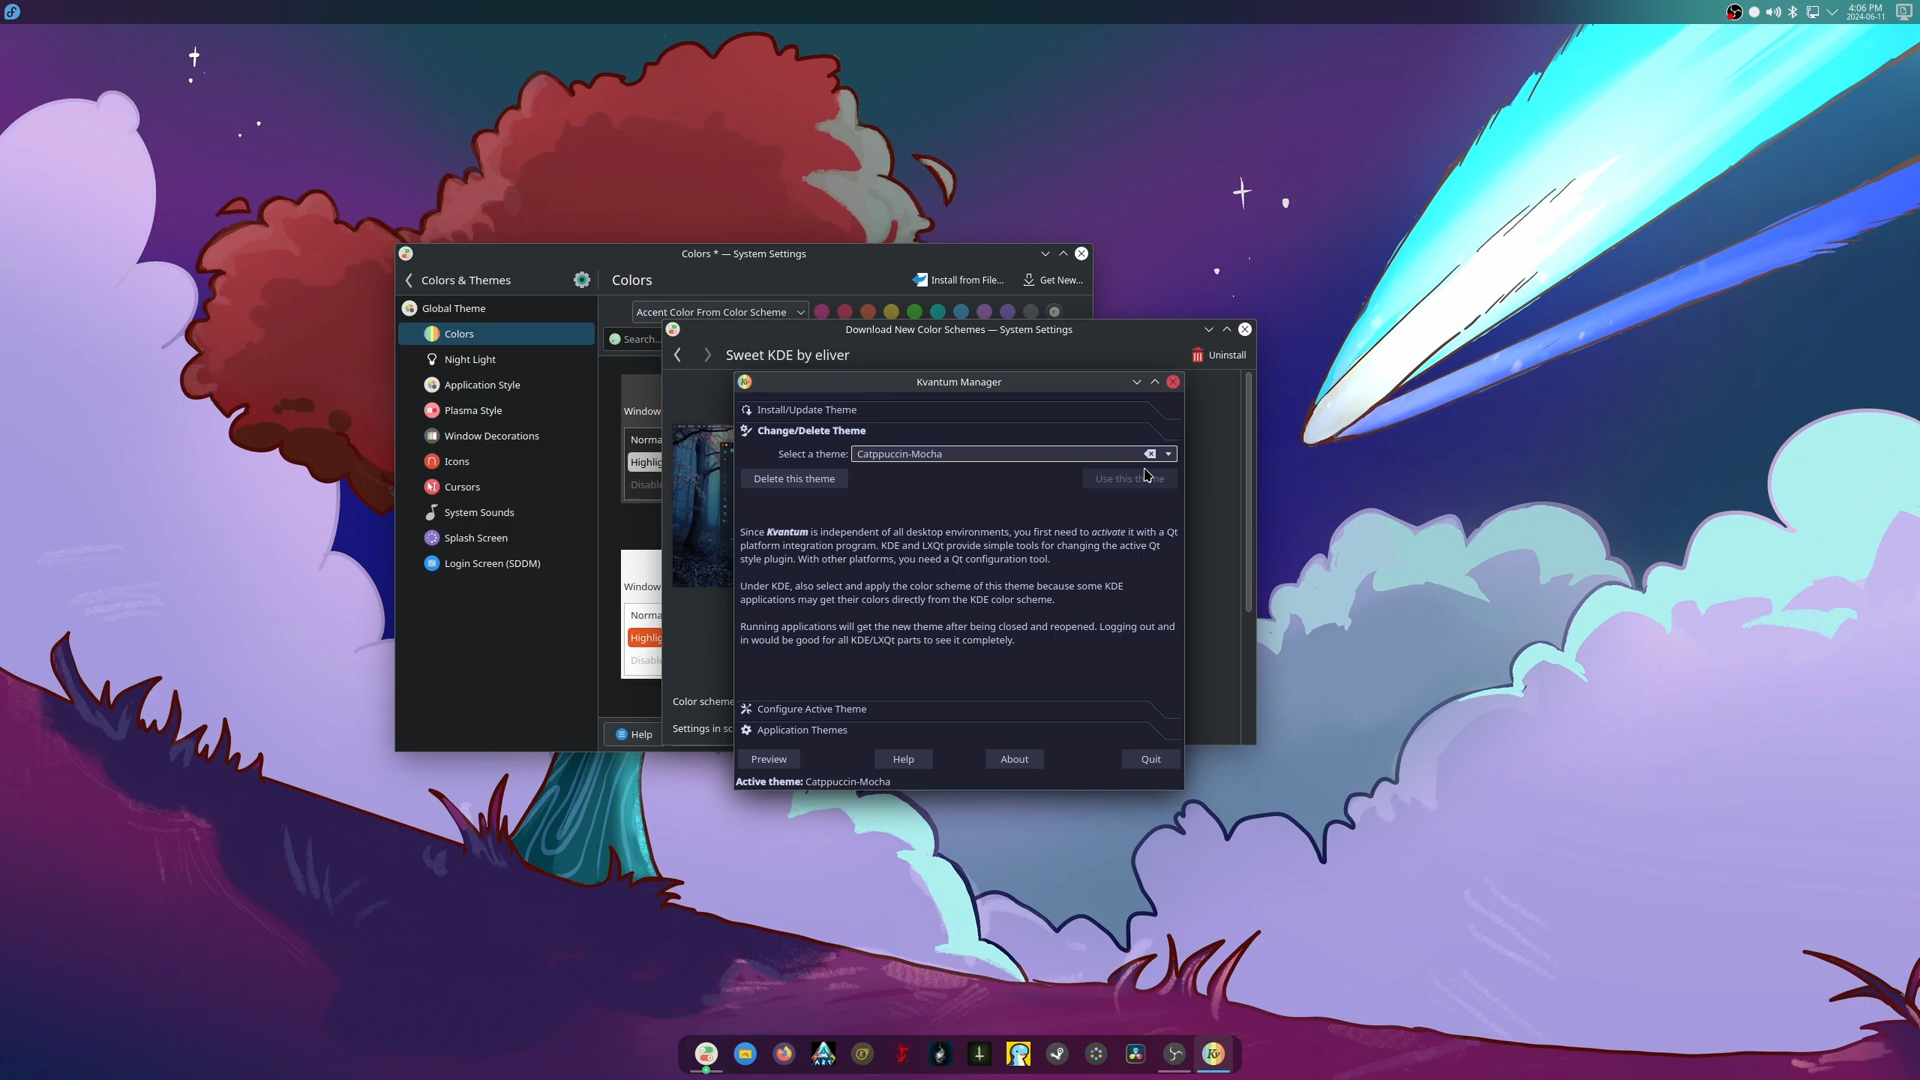 4:06 PM
2024-06-11
Colors * — System Settings
Colors & Themes
Colors
Install from File...
Get New...
Global Theme
Accent Color From Color Scheme
Colors
Search...
Night Light
Application Style
Plasma Style
Window Decorations
Icons
Cursors
System Sounds
Splash Screen
Login Screen (SDDM)
Window
Norma
Highlig
Disable
Window
Norma
Highlig
Disable
Help
Download New Color Schemes — System Settings
Sweet KDE by eliver
Uninstall
Color scheme
Settings in sc
Kvantum Manager
Install/Update Theme
Change/Delete Theme
Select a theme: Catppuccin-Mocha
Delete this theme
Use this theme
Since Kvantum is independent of all desktop environments, you first need to activate it with a Qt
platform integration program. KDE and LXQt provide simple tools for changing the active Qt
style plugin. With other platforms, you need a Qt configuration tool.
Under KDE, also select and apply the color scheme of this theme because some KDE
applications may get their colors directly from the KDE color scheme.
Running applications will get the new theme after being closed and reopened. Logging out and
in would be good for all KDE/LXQt parts to see it completely.
Configure Active Theme
Application Themes
Preview
Help
About
Quit
Active theme: Catppuccin-Mocha